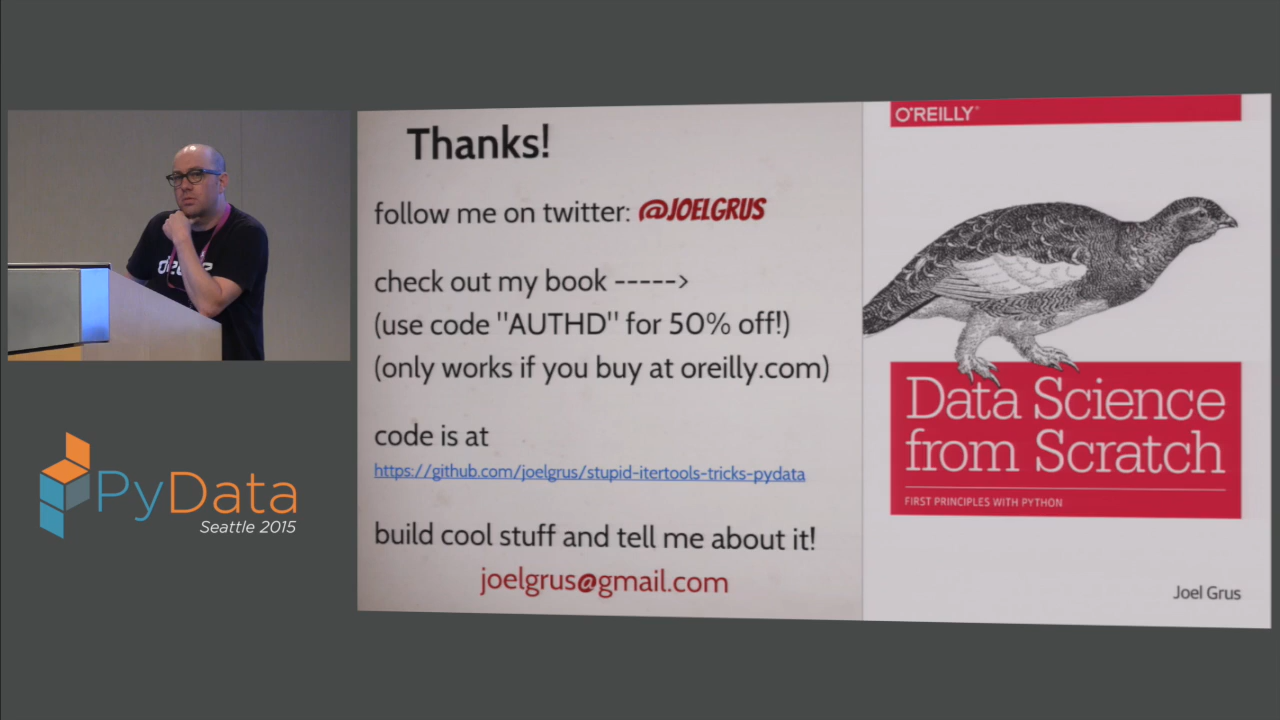 Thanks!
follow me on twitter: @JOELGRUS
check out my book ----->
(use code "AUTHD" for 50% off!)
(only works if you buy at oreilly.com)
code is at
https://github.com/joelgrus/stupid-itertools-tricks-pydata
build cool stuff and tell me about it!
joelgrus@gmail.com
O'REILLY®
Data Science
from Scratch
FIRST PRINCIPLES WITH PYTHON
Joel Grus
PyData
Seattle 2015